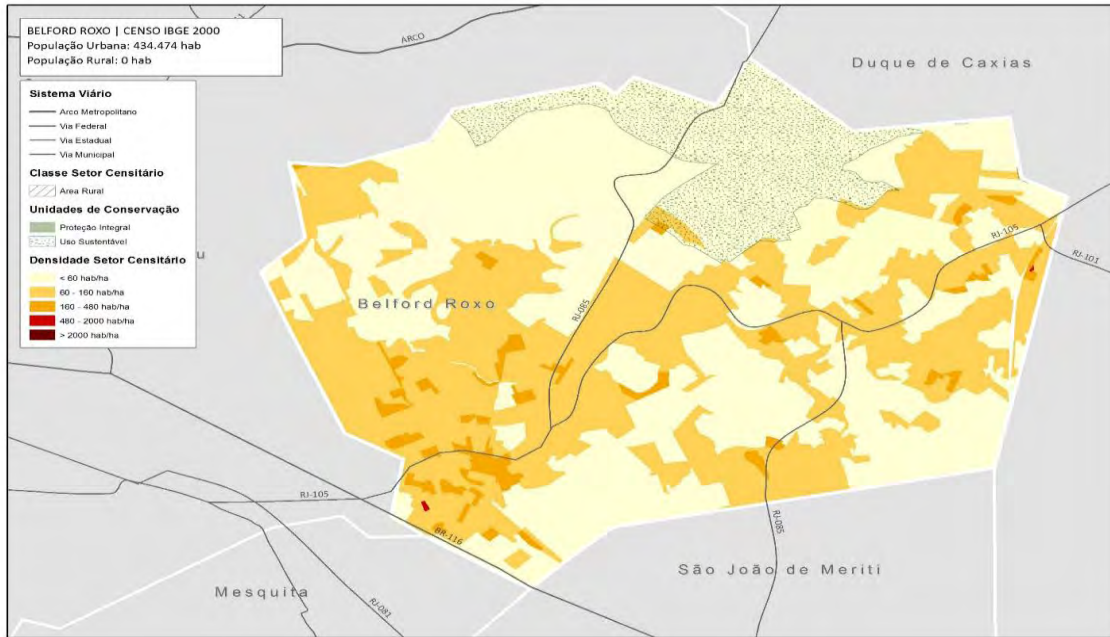 BELFORD ROXO | CENSO IBGE 2000
População Urbana: 434.474 hab
População Rural: 0 hab
ARCO
Duque de Caxias
Sistema Viário
Arco Metropolitano
Via Federal
Via Estadual
Via Municipal
Classe Setor Censitário
Área Rural
Unidades de Conservação
Proteção Integral
Uso Sustentável
u
Densidade Setor Censitário
< 60 hab/ha
60 - 160 hab/ha
160 - 480 hab/ha
480 - 2000 hab/ha
> 2000 hab/ha
RJ-105
RJ-101
Belford Roxo
RJ-085
RJ-105
BR-116
RJ-085
São João de Meriti
Mesquita
RJ-081